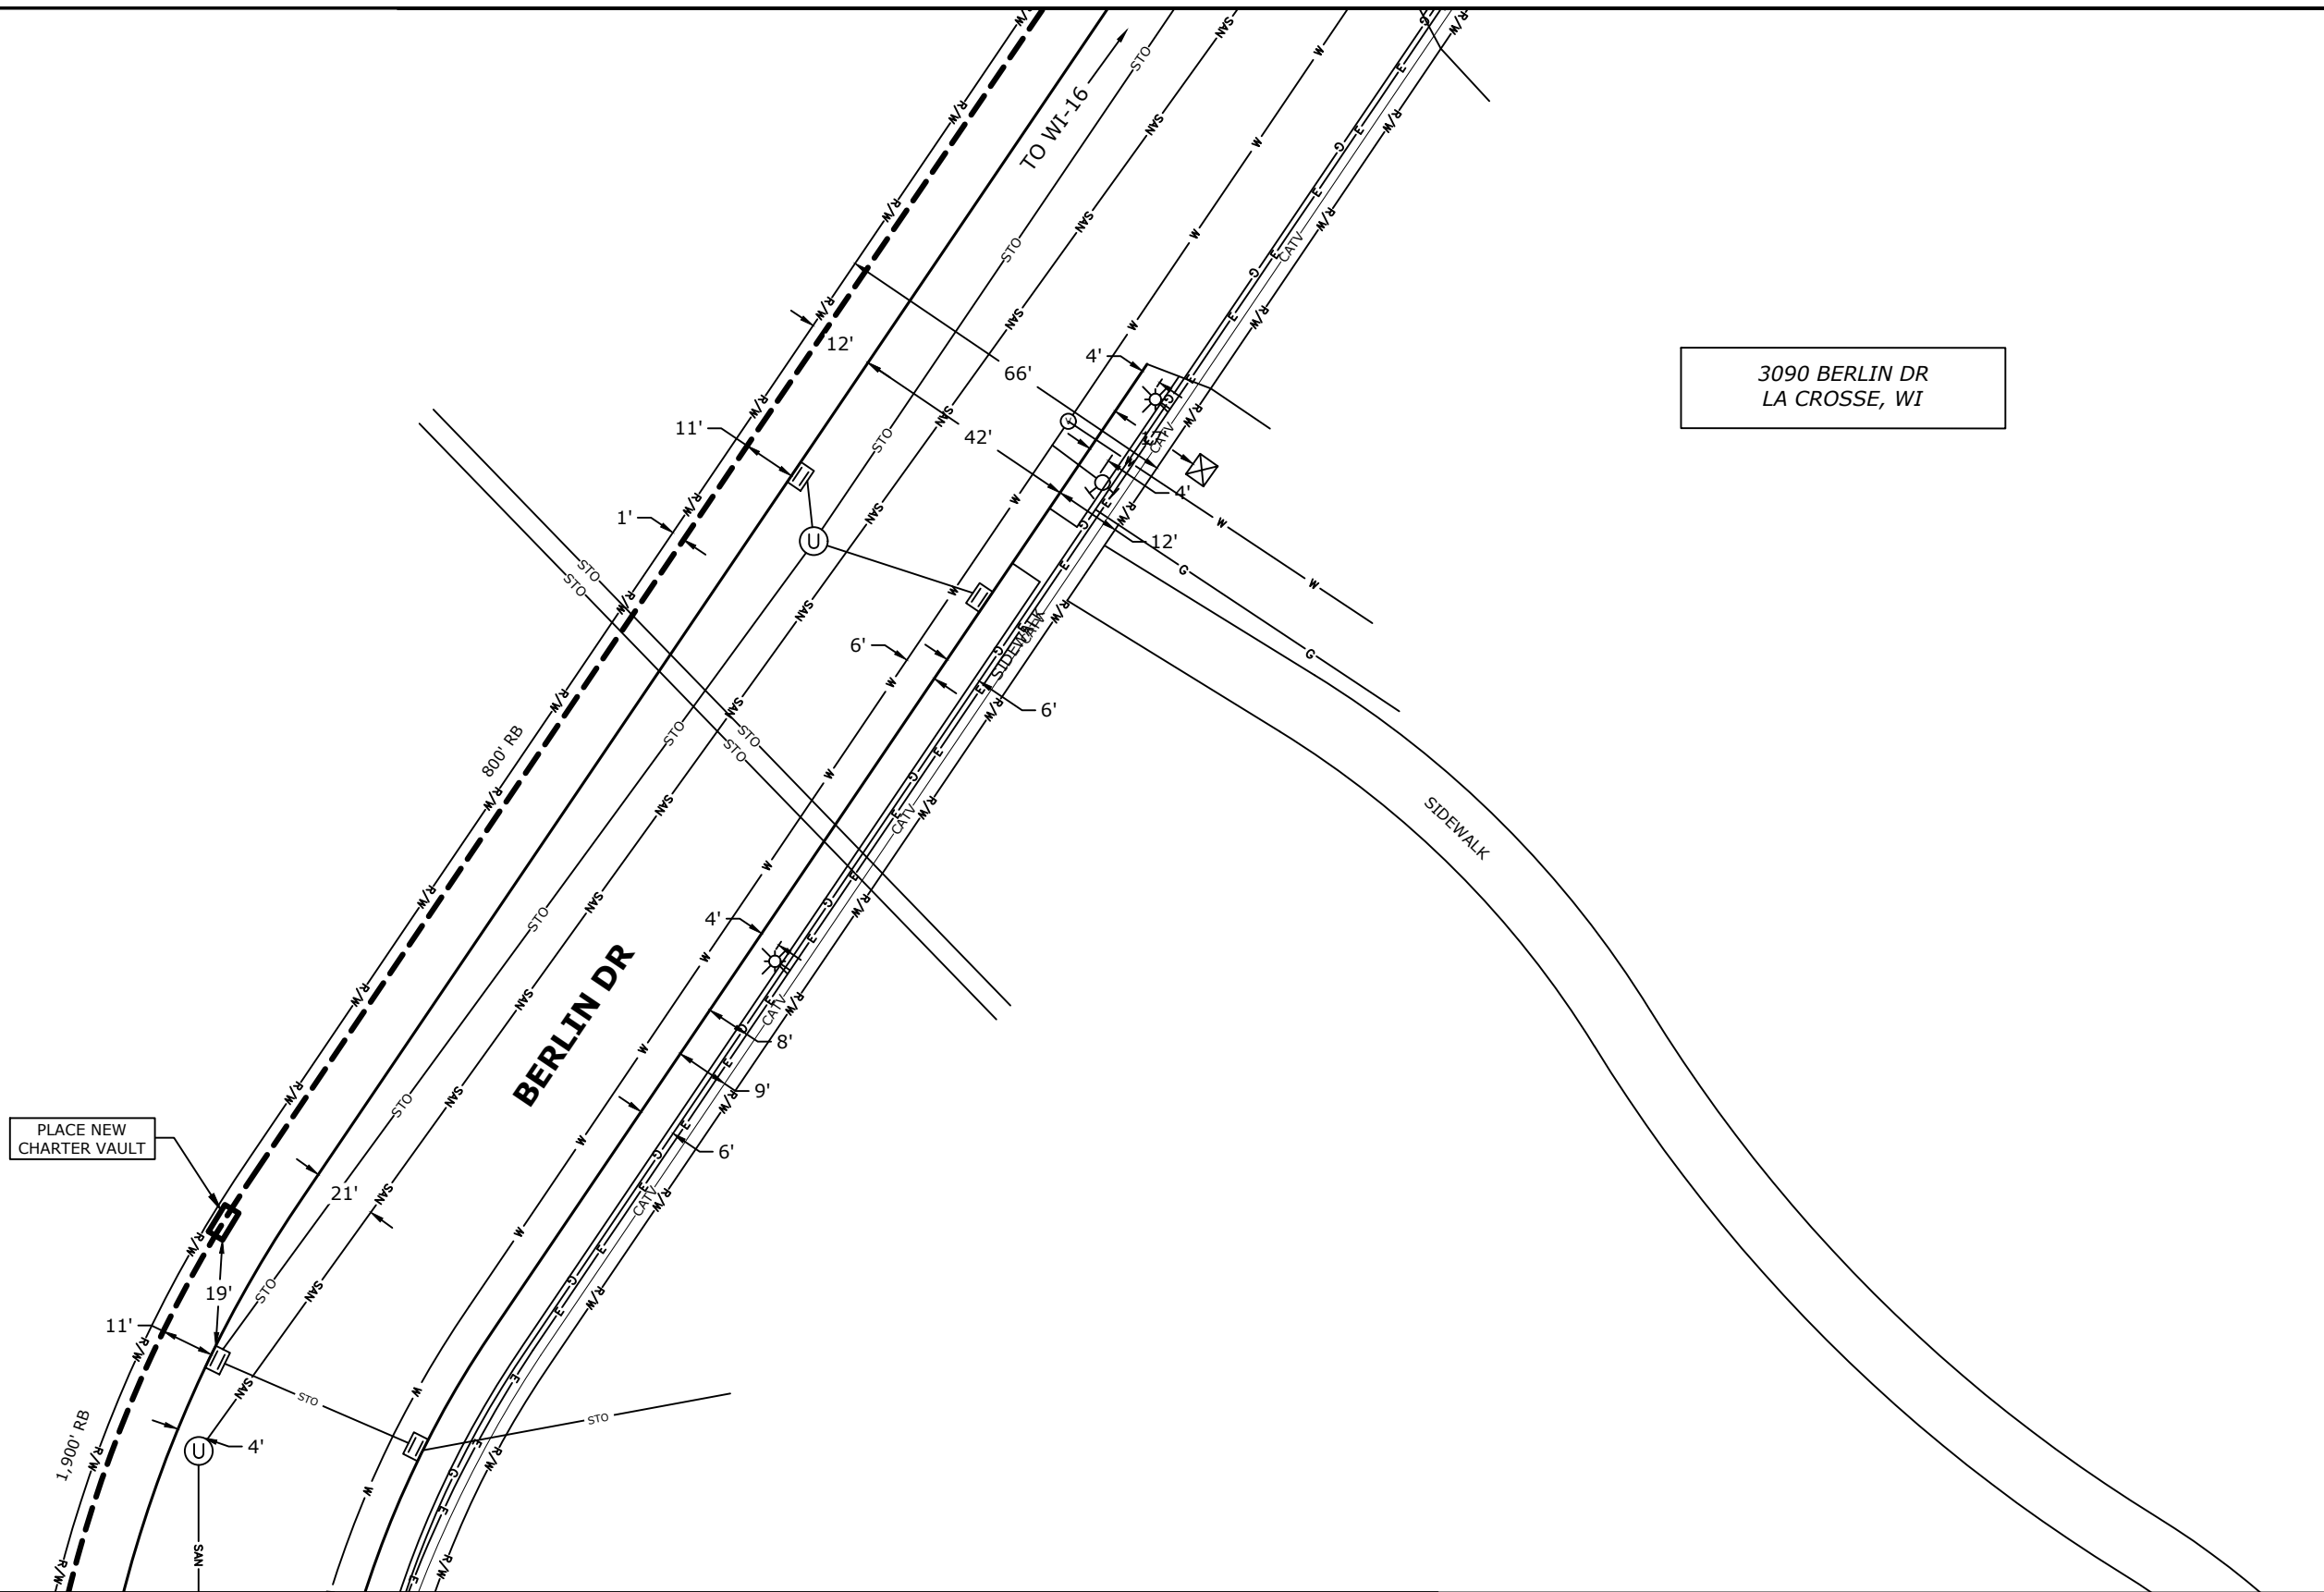 TO WI-16
3090 BERLIN DR
LA CROSSE, WI
12'
66'
4'
42'
11'
17'
4'
1'
12'
6'
6'
800' RB
SIDEWALK
SIDEWALK
4'
BERLIN DR
8'
9'
6'
PLACE NEW
CHARTER VAULT
21'
19'
11'
1,900' RB
4'
U
U
R/W
STO
SAN
W
G
E
CATV